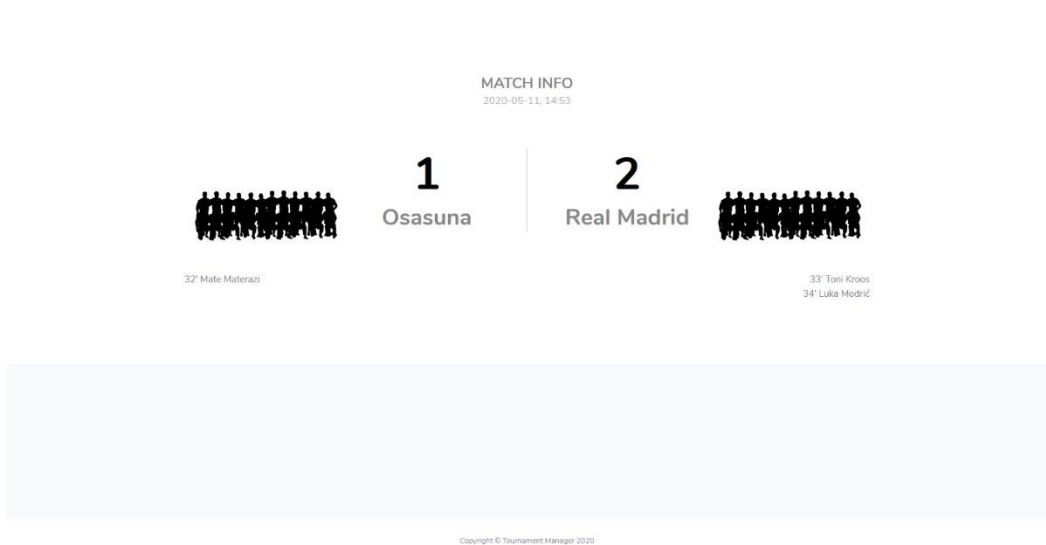 MATCH INFO
2020-05-11, 14:53
1
Osasuna
2
Real Madrid
32' Mate Materazi
33' Toni Kroos
34' Luka Modrić
Copyright © Tournament Manager 2020